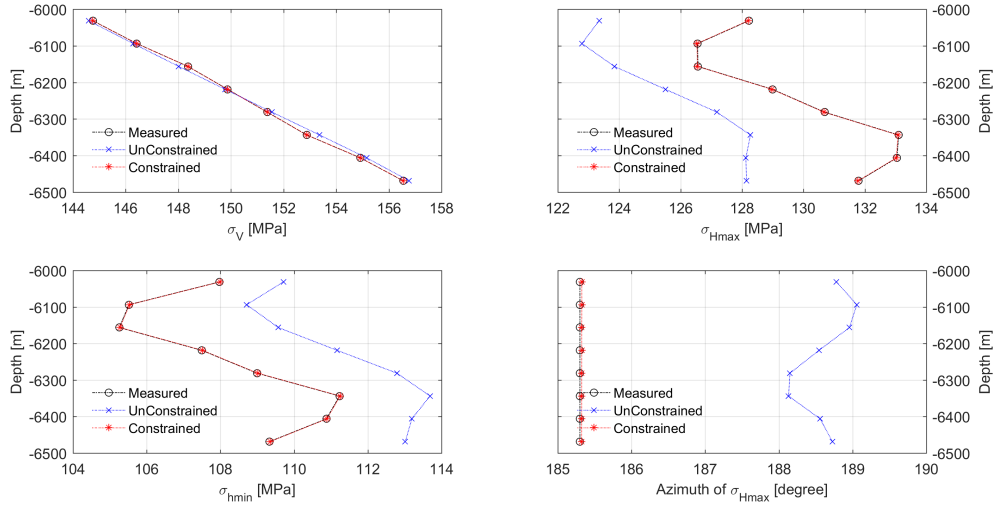 -6000
-6100
-6200
-6300
-6400
-6500
Depth [m]
Measured
UnConstrained
Constrained
144 146 148 150 152 154 156 158
σV [MPa]
-6000
-6100
-6200
-6300
-6400
-6500
Depth [m]
Measured
UnConstrained
Constrained
122 124 126 128 130 132 134
σHmax [MPa]
-6000
-6100
-6200
-6300
-6400
-6500
Depth [m]
Measured
UnConstrained
Constrained
104 106 108 110 112 114
σhmin [MPa]
-6000
-6100
-6200
-6300
-6400
-6500
Depth [m]
Measured
UnConstrained
Constrained
185 186 187 188 189 190
Azimuth of σHmax [degree]